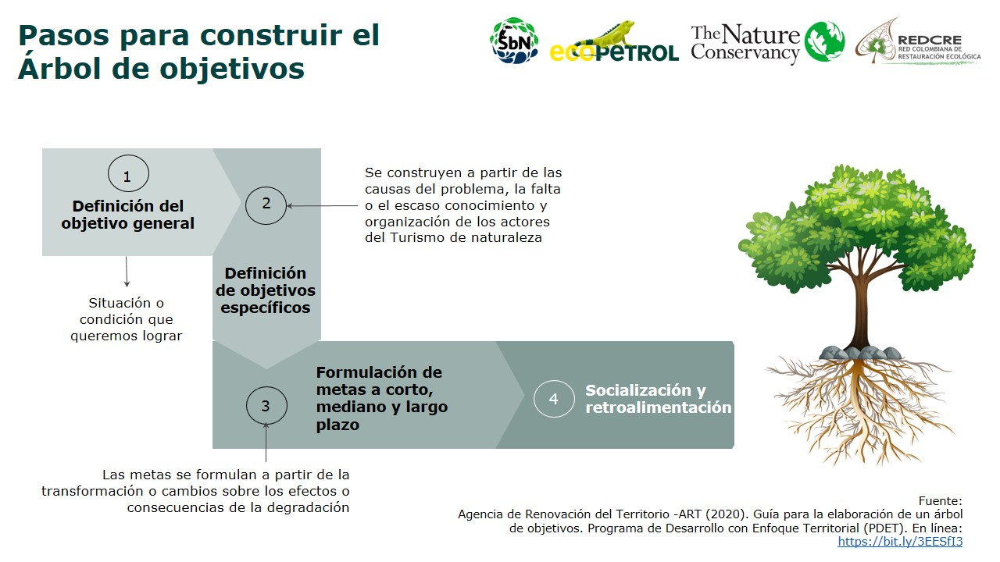 Pasos para construir el
Árbol de objetivos
SbN
ecoPETROL
The Nature
Conservancy
REDCRE
RED COLOMBIANA DE
RESTAURACIÓN ECOLÓGICA
1
Definición del
objetivo general
Situación o
condición que
queremos lograr
2
Definición
de objetivos
específicos
Se construyen a partir de las
causas del problema, la falta
o el escaso conocimiento y
organización de los actores
del Turismo de naturaleza
3
Formulación de
metas a corto,
mediano y largo
plazo
4
Socialización y
retroalimentación
Las metas se formulan a partir de la
transformación o cambios sobre los efectos o
consecuencias de la degradación
Fuente:
Agencia de Renovación del Territorio -ART (2020). Guía para la elaboración de un árbol
de objetivos. Programa de Desarrollo con Enfoque Territorial (PDET). En línea:
https://bit.ly/3EESfI3